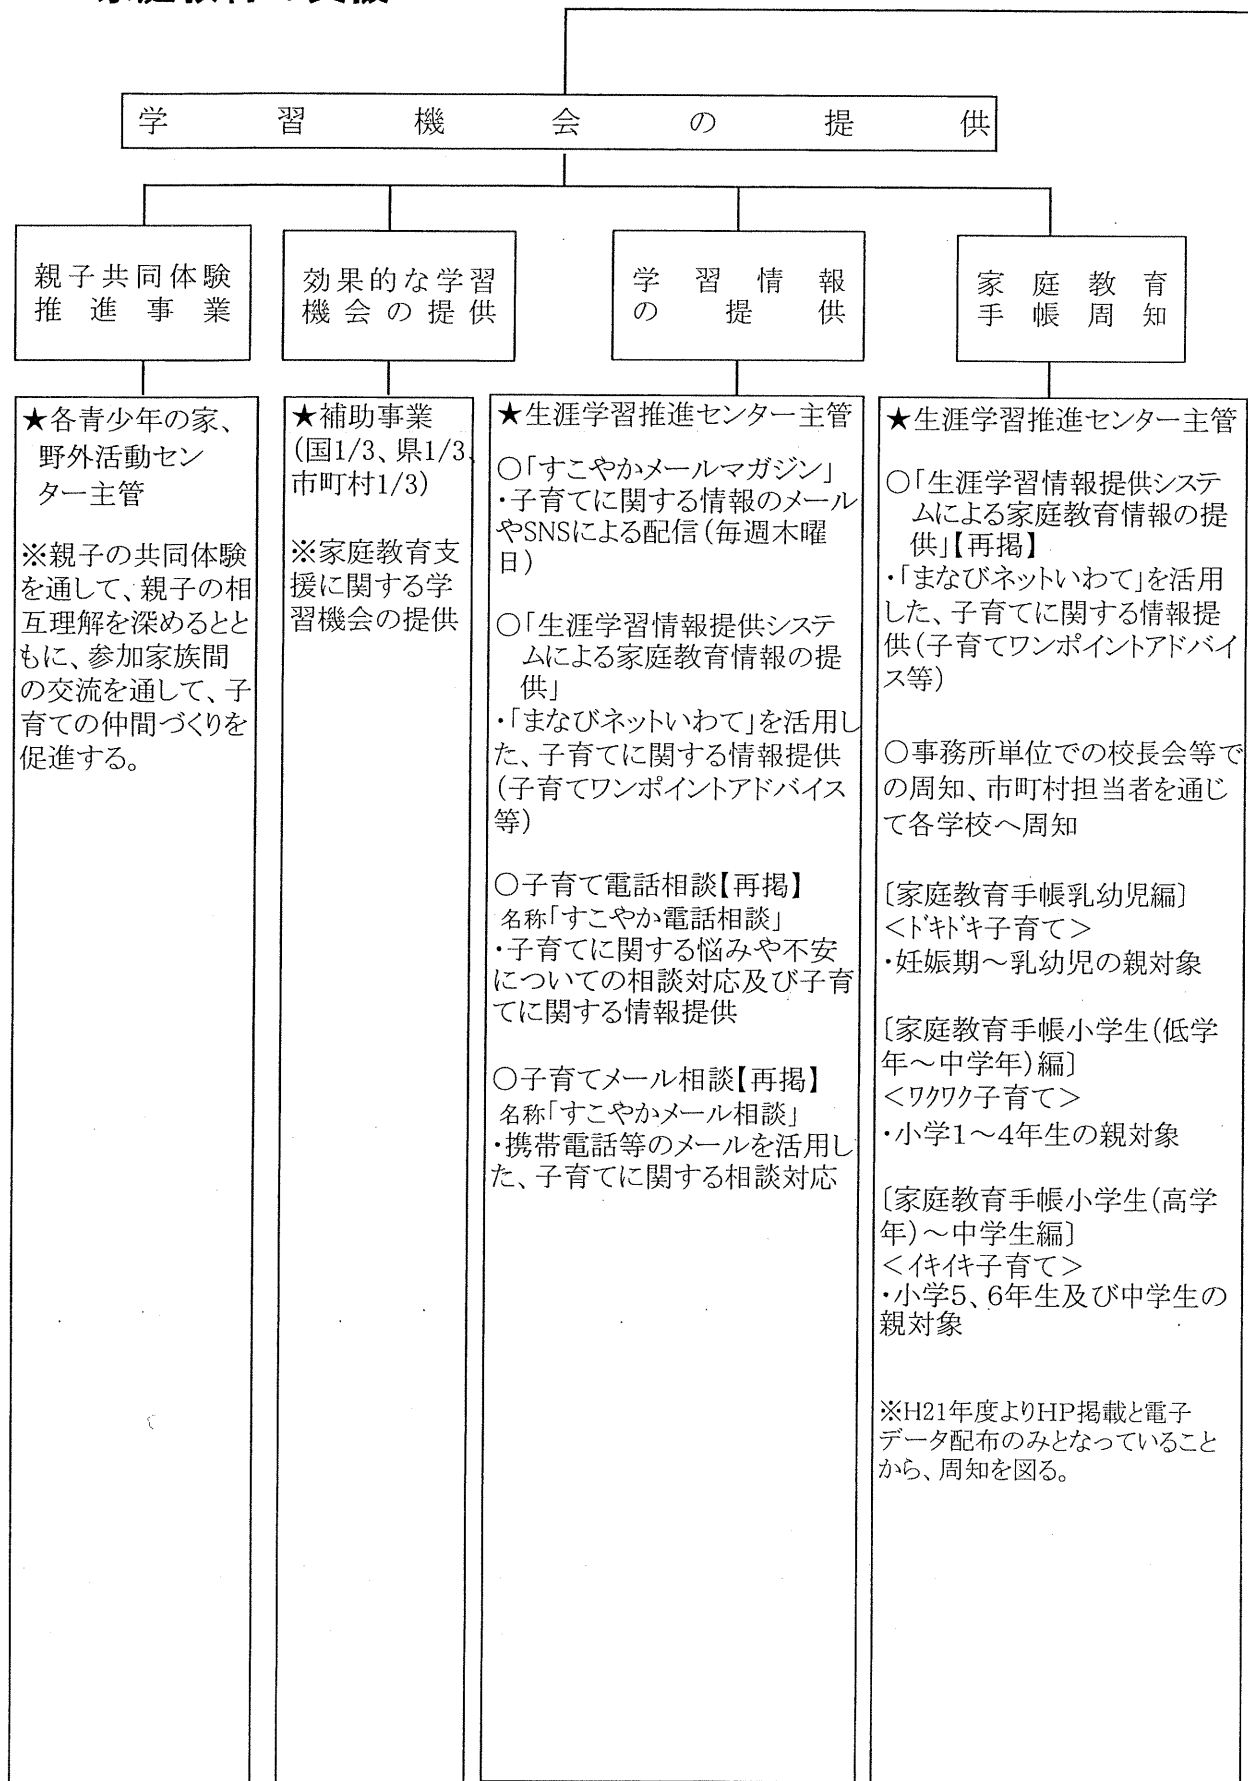 学習機会の提供
親子共同体験
推進事業
効果的な学習
機会の提供
学習情報
の提供
家庭教育
手帳周知
★各青少年の家、
野外活動セン
ター主管
※親子の共同体験
を通して、親子の相
互理解を深めるとと
もに、参加家族間
の交流を通して、子
育ての仲間づくりを
促進する。
★補助事業
(国1/3、県1/3、
市町村1/3)
※家庭教育支
援に関する学
習機会の提供
★生涯学習推進センター主管
○「すこやかメールマガジン」
・子育てに関する情報のメール
やSNSによる配信(毎週木曜
日)
○「生涯学習情報提供システ
ムによる家庭教育情報の提
供」
・「まなびネットいわて」を活用し
た、子育てに関する情報提供
(子育てワンポイントアドバイス
等)
○子育て電話相談【再掲】
名称「すこやか電話相談」
・子育てに関する悩みや不安
についての相談対応及び子育
てに関する情報提供
○子育てメール相談【再掲】
名称「すこやかメール相談」
・携帯電話等のメールを活用し
た、子育てに関する相談対応
★生涯学習推進センター主管
○「生涯学習情報提供システ
ムによる家庭教育情報の提
供」【再掲】
・「まなびネットいわて」を活用
した、子育てに関する情報提
供(子育てワンポイントアドバイ
ス等)
○事務所単位での校長会等で
の周知、市町村担当者を通じ
て各学校へ周知
〔家庭教育手帳乳幼児編〕
<ﾄﾞｷﾄﾞｷ子育て>
・妊娠期～乳幼児の親対象
〔家庭教育手帳小学生(低学
年～中学年)編〕
<ﾜｸﾜｸ子育て>
・小学1～4年生の親対象
〔家庭教育手帳小学生(高学
年)～中学生編〕
<ｲｷｲｷ子育て>
・小学5、6年生及び中学生の
親対象
※H21年度よりHP掲載と電子
データ配布のみとなっていること
から、周知を図る。